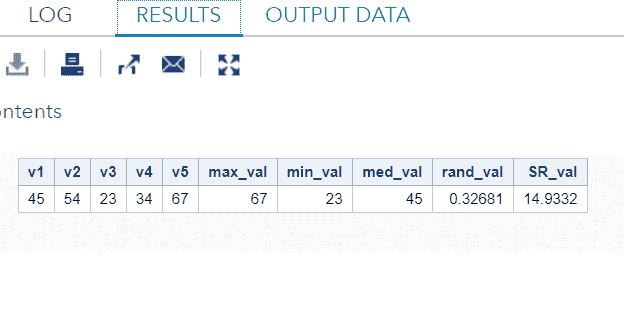 LOG RESULTS OUTPUT DATA
ntents
v1 v2 v3 v4 v5 max_val min_val med_val rand_val SR_val
45 54 23 34 67 67 23 45 0.32681 14.9332